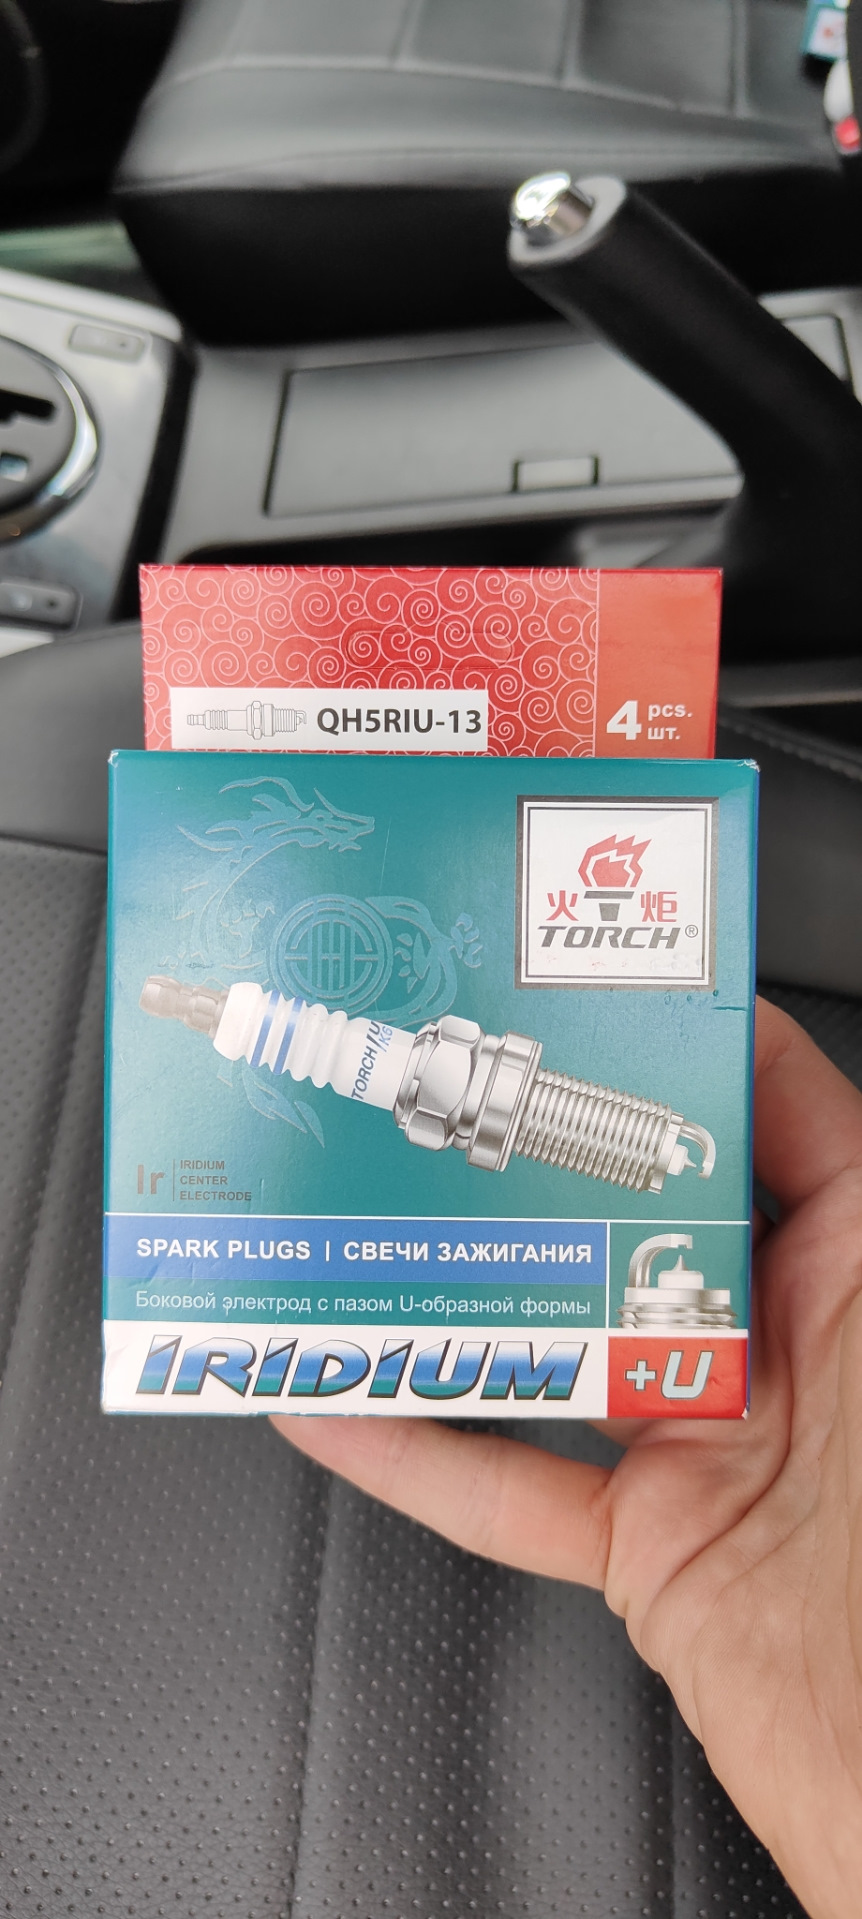 QH5RIU-13
4 pcs.
шт.
火 炬
TORCH®
TORCH/U
K6
Ir
IRIDIUM
CENTER
ELECTRODE
SPARK PLUGS | СВЕЧИ ЗАЖИГАНИЯ
Боковой электрод с пазом U-образной формы
IRIDIUM +U